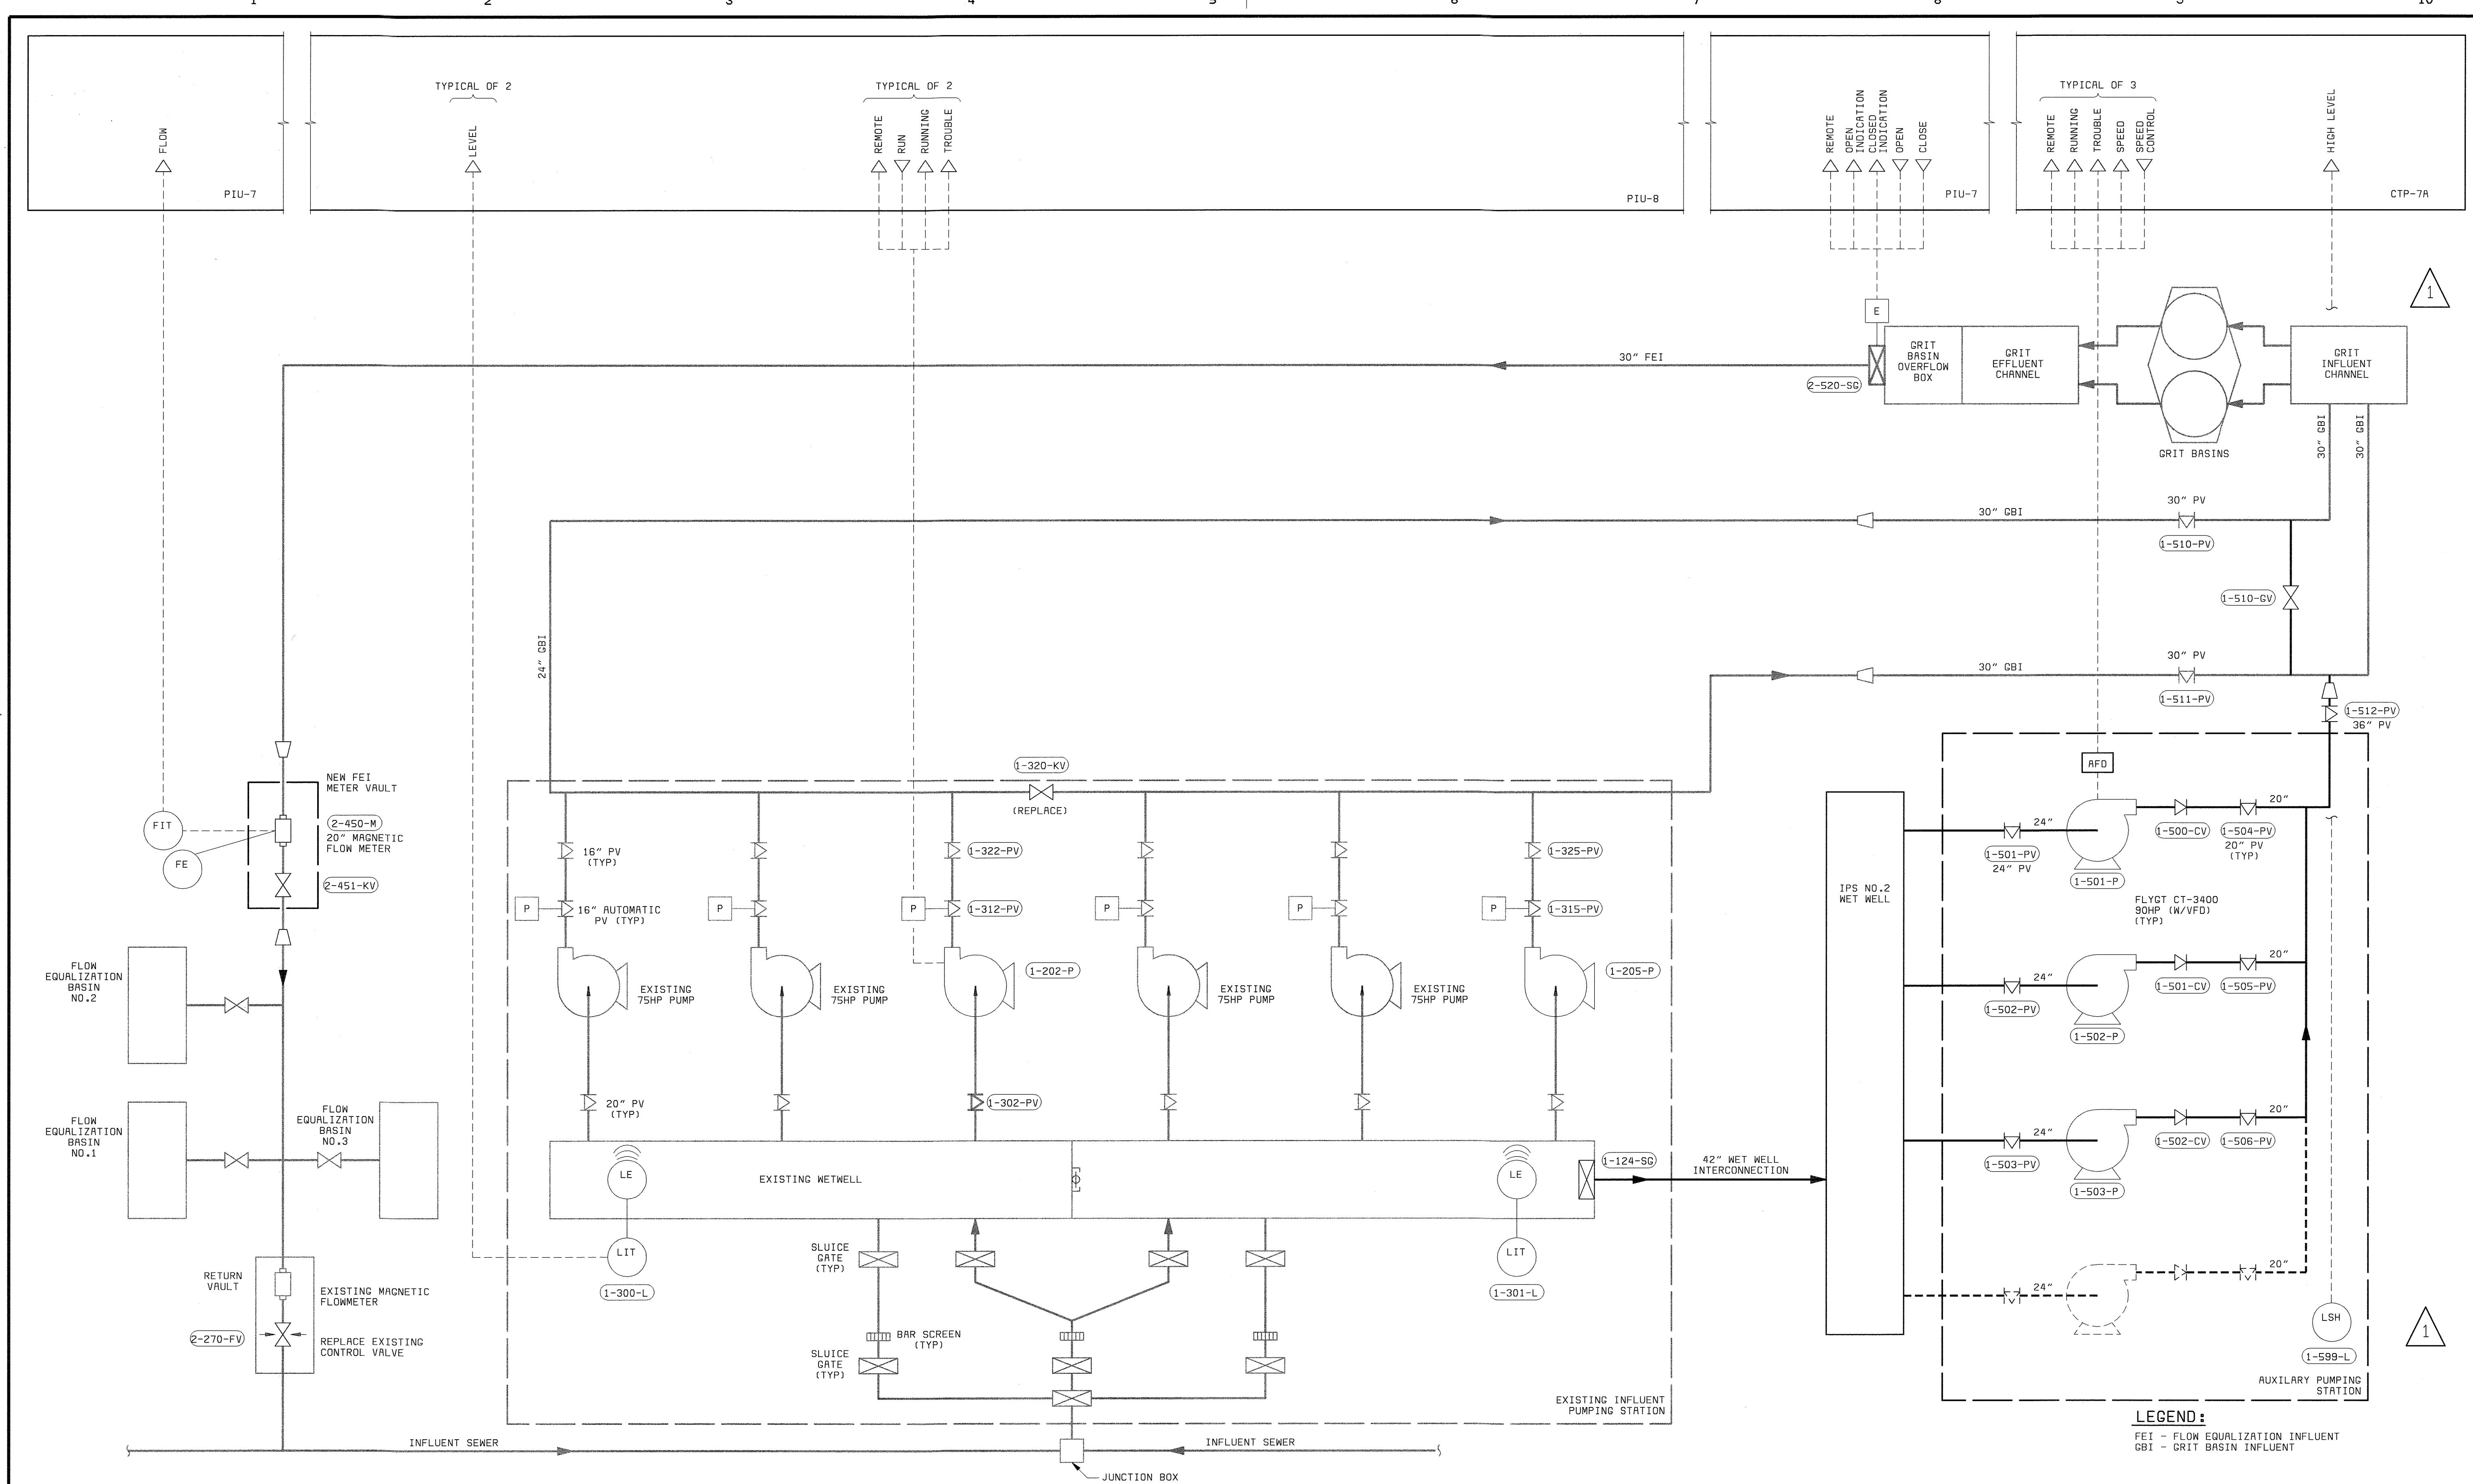 1 2 3 4 5 6 7 8 9 10
TYPICAL OF 2
TYPICAL OF 2
TYPICAL OF 3
FLOW
LEVEL
REMOTE
RUN
RUNNING
TROUBLE
REMOTE
OPEN
INDICATION
CLOSED
INDICATION
OPEN
CLOSE
REMOTE
RUNNING
TROUBLE
SPEED
SPEED
CONTROL
HIGH LEVEL
PIU-7
PIU-8
PIU-7
CTP-7A
1
E
30" FEI
2-520-SG
GRIT
BASIN
OVERFLOW
BOX
GRIT
EFFLUENT
CHANNEL
GRIT
INFLUENT
CHANNEL
GRIT BASINS
30" GBI
30" GBI
30" PV
30" GBI
1-510-PV
1-510-GV
24" GBI
30" PV
30" GBI
1-511-PV
1-512-PV
36" PV
NEW FEI
METER VAULT
FIT
FE
2-450-M
20" MAGNETIC
FLOW METER
2-451-KV
1-320-KV
(REPLACE)
16" PV
(TYP)
1-322-PV
1-325-PV
P
16" AUTOMATIC
PV (TYP)
P
P
1-312-PV
P
P
P
1-315-PV
EXISTING
75HP PUMP
EXISTING
75HP PUMP
1-202-P
EXISTING
75HP PUMP
EXISTING
75HP PUMP
1-205-P
20" PV
(TYP)
1-302-PV
FLOW
EQUALIZATION
BASIN
NO.2
FLOW
EQUALIZATION
BASIN
NO.1
FLOW
EQUALIZATION
BASIN
NO.3
LE
EXISTING WETWELL
LE
1-124-SG
42" WET WELL
INTERCONNECTION
LIT
1-300-L
SLUICE
GATE
(TYP)
LIT
1-301-L
BAR SCREEN
(TYP)
SLUICE
GATE
(TYP)
RETURN
VAULT
EXISTING MAGNETIC
FLOWMETER
2-270-FV
REPLACE EXISTING
CONTROL VALVE
EXISTING INFLUENT
PUMPING STATION
INFLUENT SEWER
INFLUENT SEWER
JUNCTION BOX
IPS NO.2
WET WELL
AFD
24"
1-501-PV
24" PV
1-501-P
1-500-CV
20"
1-504-PV
20" PV
(TYP)
FLYGT CT-3400
90HP (W/VFD)
(TYP)
24"
1-502-PV
1-502-P
1-501-CV
20"
1-505-PV
24"
1-503-PV
1-503-P
1-502-CV
20"
1-506-PV
24"
20"
LSH
1-599-L
1
AUXILARY PUMPING
STATION
LEGEND:
FEI - FLOW EQUALIZATION INFLUENT
GBI - GRIT BASIN INFLUENT